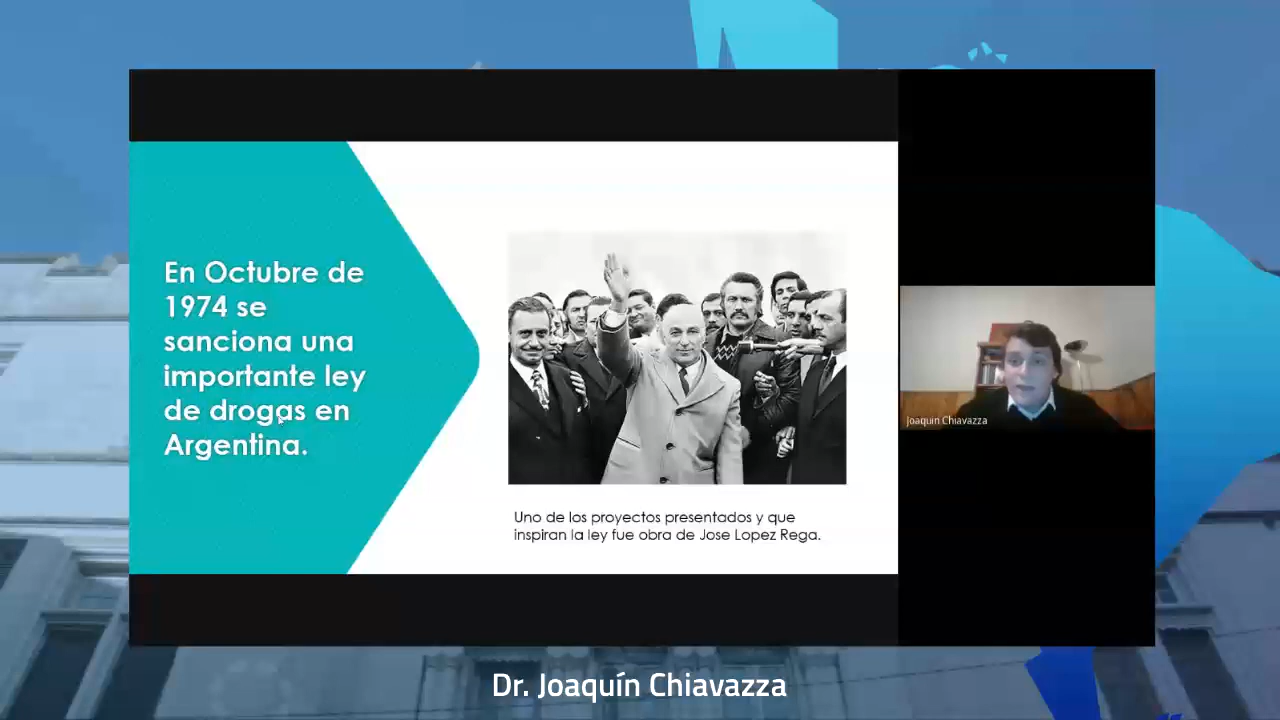 En Octubre de
1974 se
sanciona una
importante ley
de drogas en
Argentina.
Uno de los proyectos presentados y que
inspiran la ley fue obra de Jose Lopez Rega.
Joaquin Chiavazza
Dr. Joaquín Chiavazza